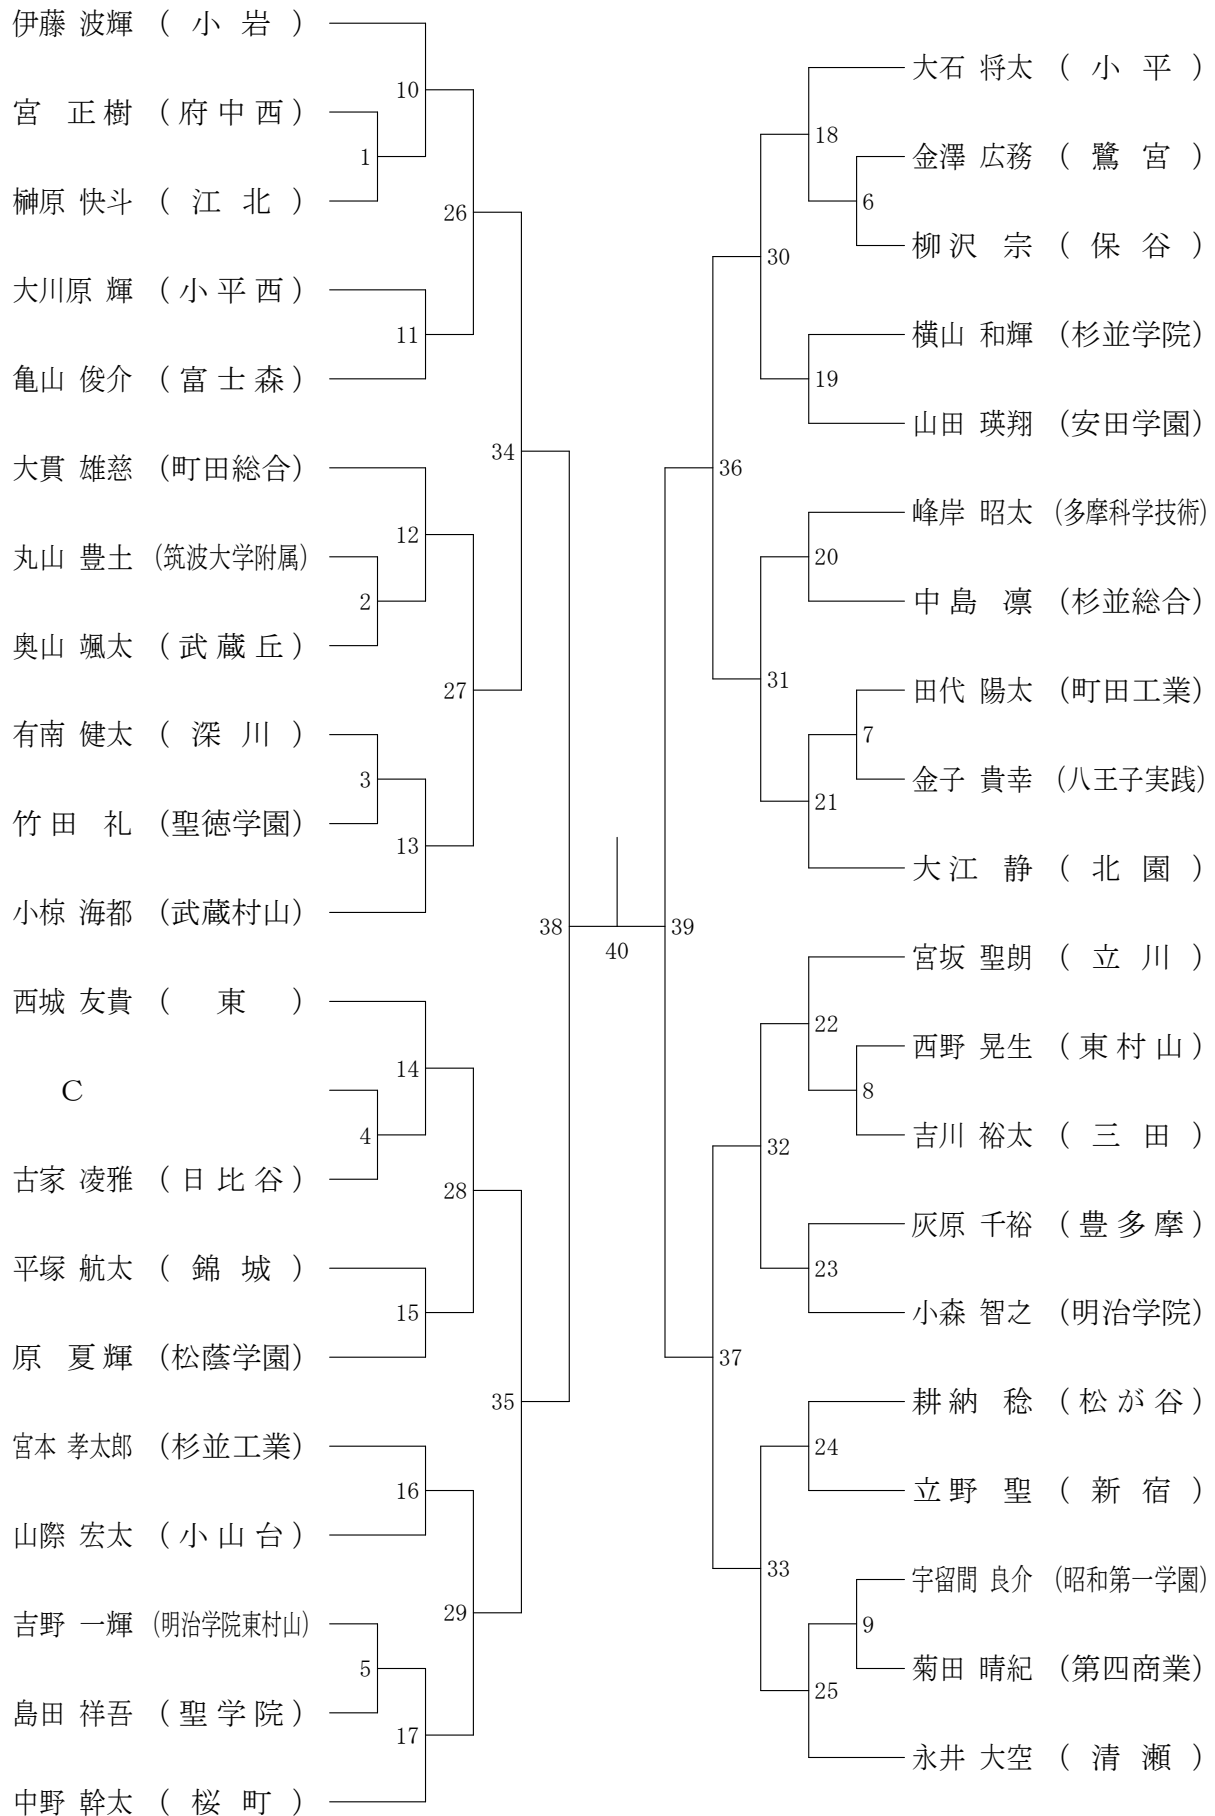 伊藤 波輝 ( 小 岩 )
10
宮 正樹 ( 府 中 西 )
1
榊原 快斗 ( 江 北 )
26
大川原 輝 ( 小 平 西 )
11
亀山 俊介 ( 富 士 森 )
34
大貫 雄慈 (町田総合)
12
丸山 豊土 (筑波大学附属)
2
奥山 颯太 ( 武 蔵 丘 )
27
有南 健太 ( 深 川 )
3
竹田 礼 (聖徳学園)
13
小椋 海都 (武蔵村山)
38
西城 友貴 ( 東 )
14
C
4
古家 凌雅 ( 日 比 谷 )
28
平塚 航太 ( 錦 城 )
15
原 夏輝 (松蔭学園)
35
宮本 孝太郎 (杉並工業)
16
山際 宏太 ( 小 山 台 )
29
吉野 一輝 (明治学院東村山)
5
島田 祥吾 ( 聖 学 院 )
17
中野 幹太 ( 桜 町 )
40
大石 将太 ( 小 平 )
18
金澤 広務 ( 鷺 宮 )
6
柳沢 宗 ( 保 谷 )
30
横山 和輝 (杉並学院)
19
山田 瑛翔 (安田学園)
36
峰岸 昭太 (多摩科学技術)
20
中島 凛 (杉並総合)
31
田代 陽太 (町田工業)
7
金子 貴幸 (八王子実践)
21
大江 静 ( 北 園 )
39
宮坂 聖朗 ( 立 川 )
22
西野 晃生 ( 東 村 山 )
8
吉川 裕太 ( 三 田 )
32
灰原 千裕 ( 豊 多 摩 )
23
小森 智之 (明治学院)
37
耕納 稔 ( 松 が 谷 )
24
立野 聖 ( 新 宿 )
33
宇留間 良介 (昭和第一学園)
9
菊田 晴紀 (第四商業)
25
永井 大空 ( 清 瀬 )